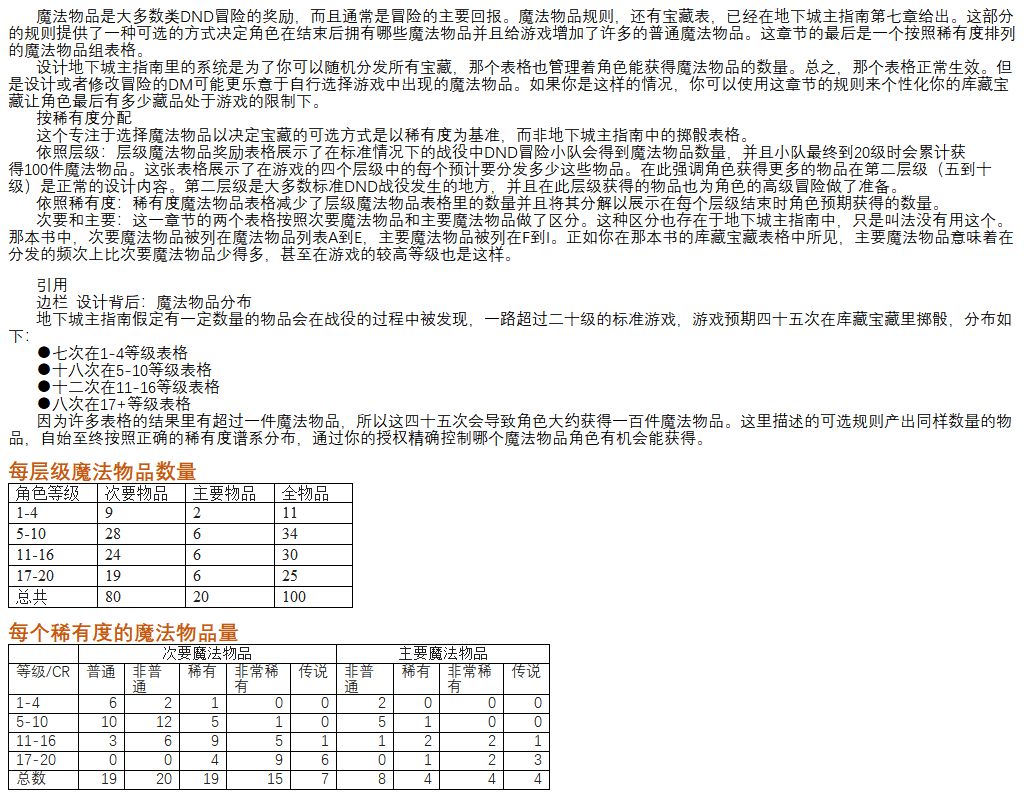 魔法物品是大多数类DND冒险的奖励，而且通常是冒险的主要回报。魔法物品规则，还有宝藏表，已经在地下城主指南第七章给出。这部分
的规则提供了一种可选的方式决定角色在结束后拥有哪些魔法物品并且给游戏增加了许多的普通魔法物品。这章节的最后是一个按照稀有度排列
的魔法物品组表格。
设计地下城主指南里的系统是为了你可以随机分发所有宝藏，那个表格也管理着角色能获得魔法物品的数量。总之，那个表格正常生效。但
是设计或者修改冒险的DM可能更乐意于自行选择游戏中出现的魔法物品。如果你是这样的情况，你可以使用这章节的规则来个性化你的库藏宝
藏让角色最后有多少藏品处于游戏的限制下。
按稀有度分配
这个专注于选择魔法物品以决定宝藏的可选方式是以稀有度为基准，而非地下城主指南中的掷骰表格。
依照层级：层级魔法物品奖励表格展示了在标准情况下的战役中DND冒险小队会得到魔法物品数量，并且小队最终到20级时会累计获
得100件魔法物品。这张表格展示了在游戏的四个层级中的每个预计要分发多少这些物品。在此强调角色获得更多的物品在第二层级（五到十
级）是正常的设计内容。第二层级是大多数标准DND战役发生的地方，并且在此层级获得的物品也为角色的高级冒险做了准备。
依照稀有度：稀有度魔法物品表格减少了层级魔法物品表格里的数量并且将其分解以展示在每个层级结束时角色预期获得的数量。
次要和主要：这一章节的两个表格按照次要魔法物品和主要魔法物品做了区分。这种区分也存在于地下城主指南中，只是叫法没有用这个。
那本书中，次要魔法物品被列在魔法物品列表A到E，主要魔法物品被列在F到I。正如你在那本书的库藏宝藏表格中所见，主要魔法物品意味着在
分发的频次上比次要魔法物品少得多，甚至在游戏的较高等级也是这样。
引用
边栏 设计背后：魔法物品分布
地下城主指南假定有一定数量的物品会在战役的过程中被发现，一路超过二十级的标准游戏，游戏预期四十五次在库藏宝藏里掷骰，分布如
下：
●七次在1-4等级表格
●十八次在5-10等级表格
●十二次在11-16等级表格
●八次在17+等级表格
因为许多表格的结果里有超过一件魔法物品，所以这四十五次会导致角色大约获得一百件魔法物品。这里描述的可选规则产出同样数量的物
品，自始至终按照正确的稀有度谱系分布，通过你的授权精确控制哪个魔法物品角色有机会能获得。
每层级魔法物品数量
角色等级 次要物品 主要物品 全物品
1-4 9 2 11
5-10 28 6 34
11-16 24 6 30
17-20 19 6 25
总共 80 20 100
每个稀有度的魔法物品量
次要魔法物品 主要魔法物品
等级/CR 普通 非普通 稀有 非常稀有 传说 非普通 稀有 非常稀有 传说
1-4 6 2 1 0 0 2 0 0 0
5-10 10 12 5 1 0 5 1 0 0
11-16 3 6 9 5 1 1 2 2 1
17-20 0 0 4 9 6 0 1 2 3
总数 19 20 19 15 7 8 4 4 4